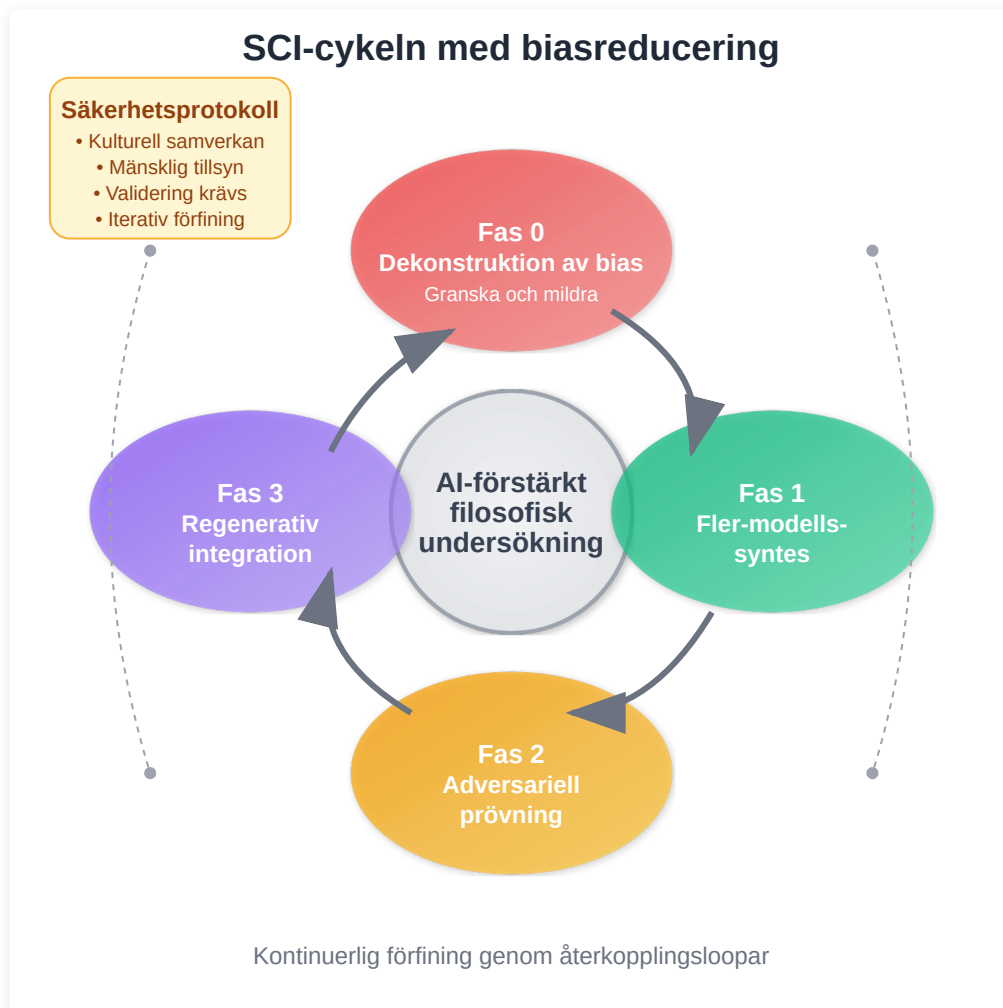 SCI-cykeln med biasreducering
Säkerhetsprotokoll
• Kulturell samverkan
• Mänsklig tillsyn
• Validering krävs
• Iterativ förfining
Fas 0
Dekonstruktion av bias
Granska och mildra
Fas 3
Regenerativ
integration
AI-förstärkt
filosofisk
undersökning
Fas 1
Fler-modells-
syntes
Fas 2
Adversariell
prövning
Kontinuerlig förfining genom återkopplingsloopar